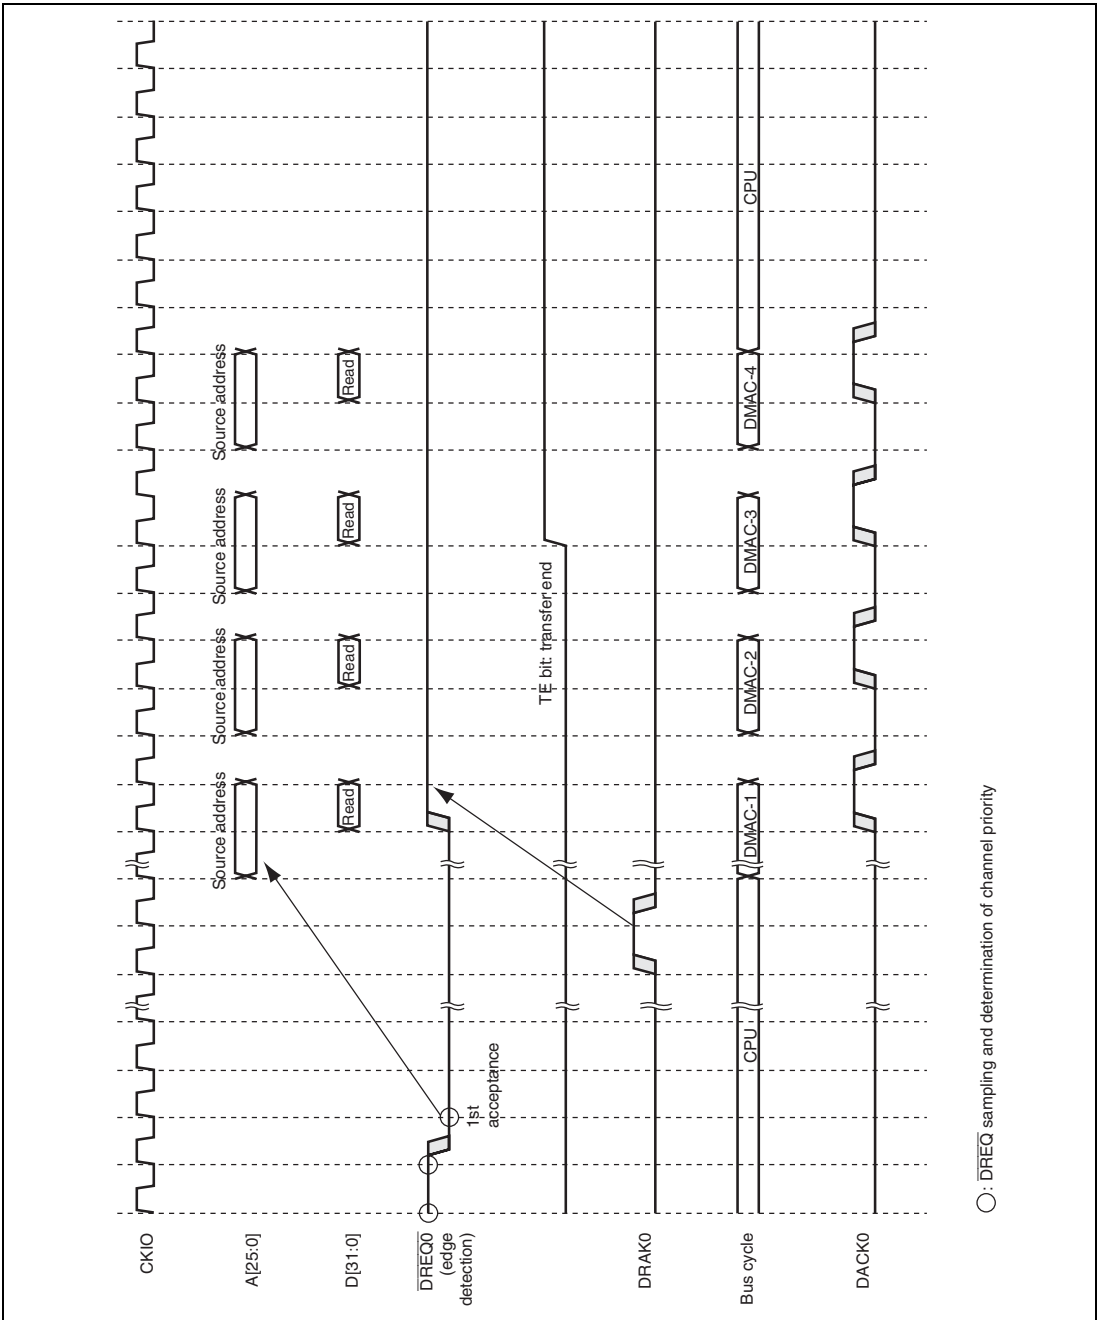 CKIO
A[25:0]
Source address
Source address
Source address
Source address
D[31:0]
Read
Read
Read
Read
DREQ0
(edge
detection)
1st
acceptance
TE bit: transfer end
DRAK0
Bus cycle
CPU
DMAC-1
DMAC-2
DMAC-3
DMAC-4
CPU
DACK0
: DREQ sampling and determination of channel priority